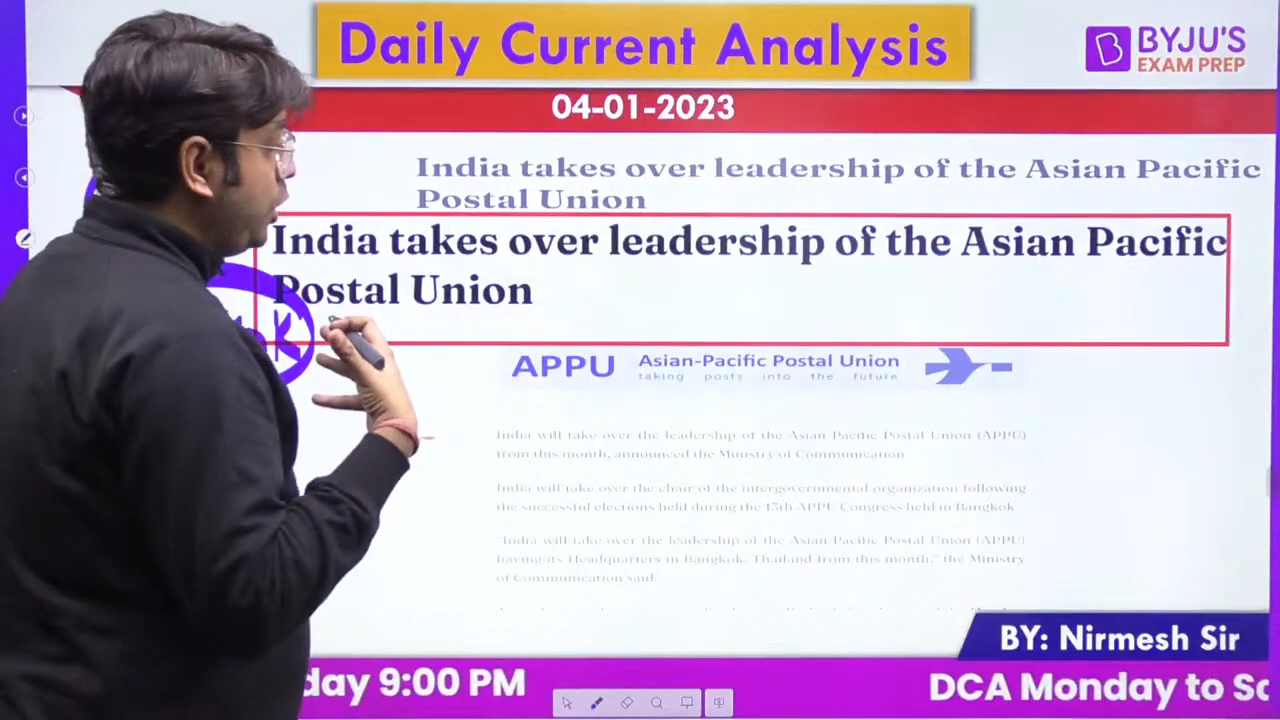 Daily Current Analysis
BYJU'S
EXAM PREP
04-01-2023
India takes over leadership of the Asian Pacific
Postal Union
India takes over leadership of the Asian Pacific
Postal Union
APPU Asian-Pacific Postal Union
taking posts into the future
India will take over the leadership of the Asian Pacific Postal Union (APPU)
from this month, announced the Ministry of Communication
India will take over the chair of the intergovernmental organization following
the successful elections held during the 13th APPU Congress held in Bangkok
"India will take over the leadership of the Asian Pacific Postal Union (APPU)
having its Headquarters in Bangkok, Thailand from this month," the Ministry
of Communication said
BY: Nirmesh Sir
day 9:00 PM
DCA Monday to Sa